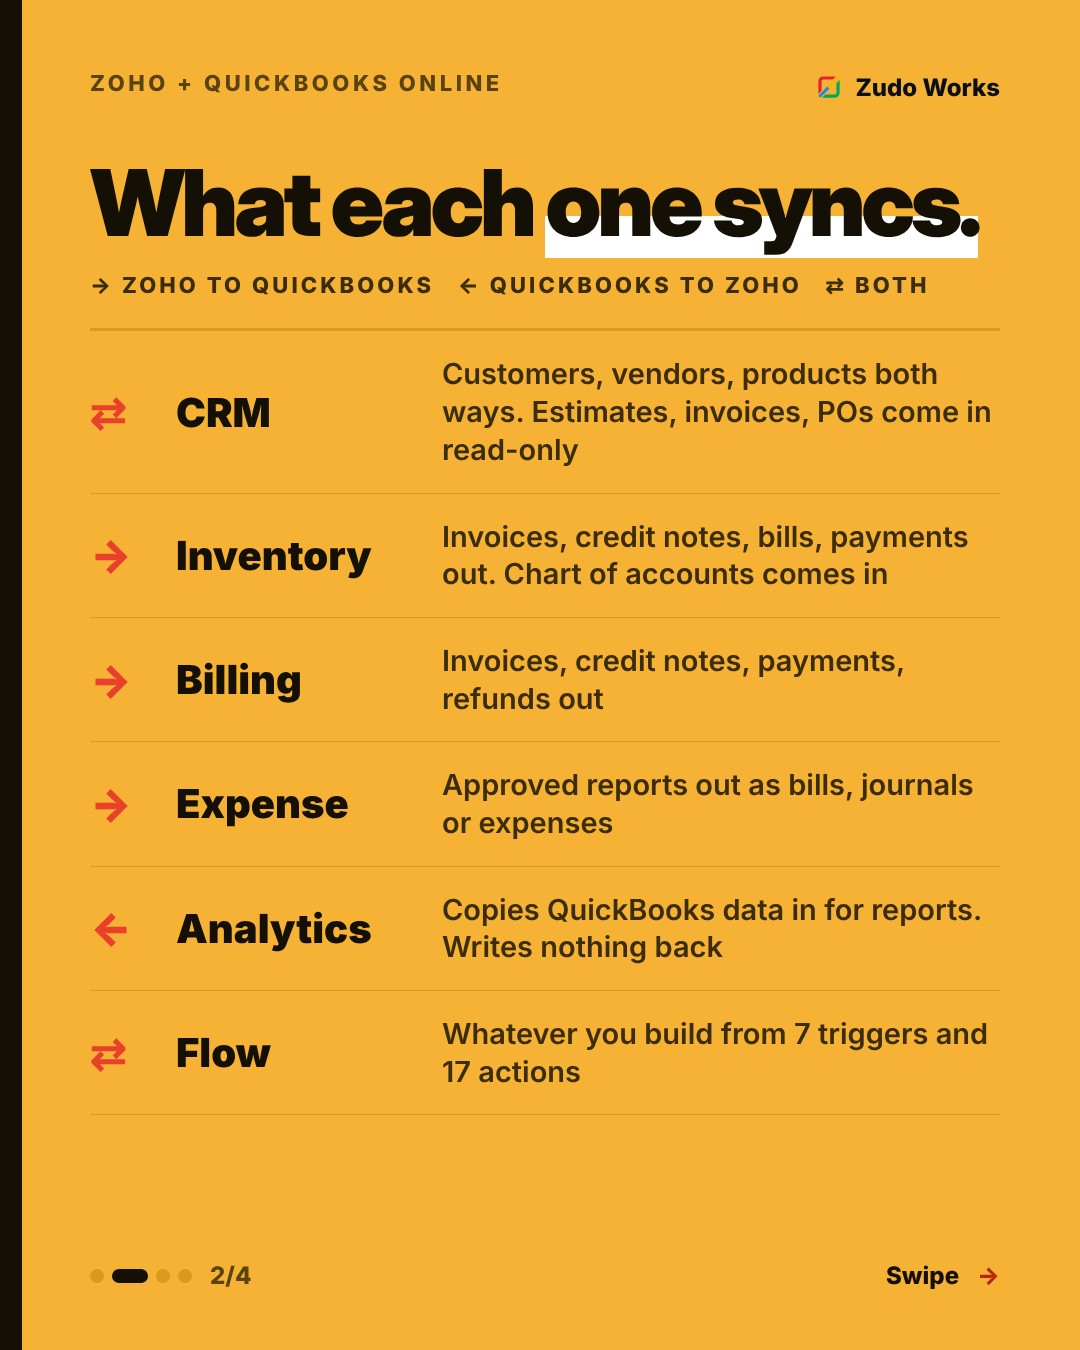 ZOHO + QUICKBOOKS ONLINE
Zudo Works
What each one syncs.
→ ZOHO TO QUICKBOOKS ← QUICKBOOKS TO ZOHO ⇄ BOTH
⇄ CRM
Customers, vendors, products both
ways. Estimates, invoices, POs come in
read-only
→ Inventory
Invoices, credit notes, bills, payments
out. Chart of accounts comes in
→ Billing
Invoices, credit notes, payments,
refunds out
→ Expense
Approved reports out as bills, journals
or expenses
← Analytics
Copies QuickBooks data in for reports.
Writes nothing back
⇄ Flow
Whatever you build from 7 triggers and
17 actions
2/4
Swipe →